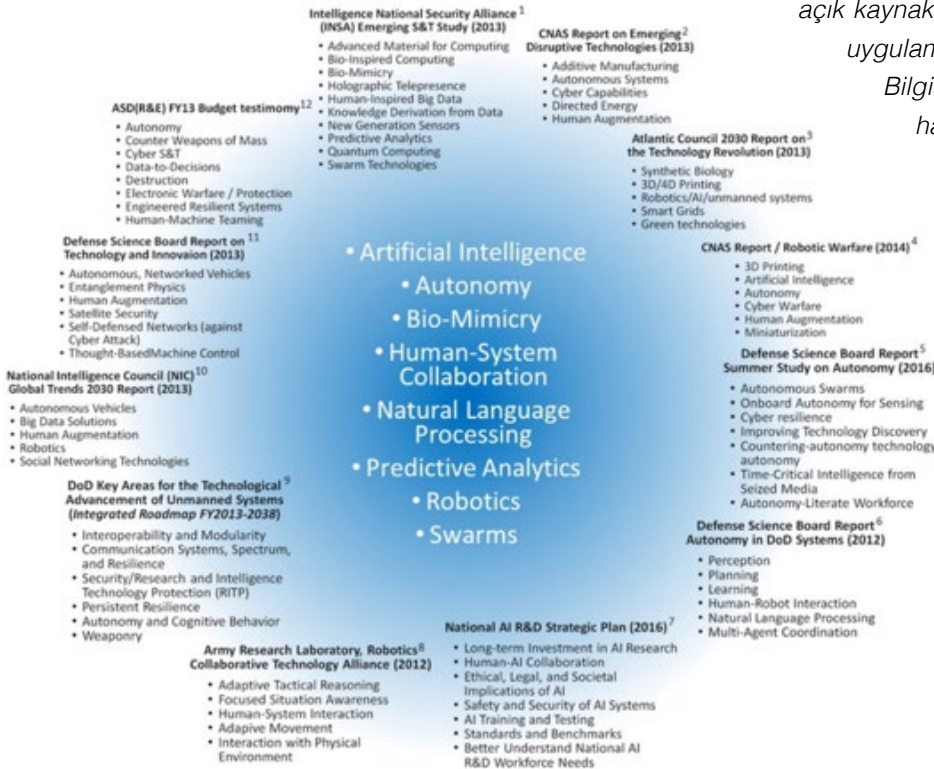 açık kaynak
uygulam
Bilgi
ha
Intelligence National Security Alliance 1
(INSA) Emerging S&T Study (2013)
• Advanced Material for Computing
• Bio-Inspired Computing
• Bio-Mimicry
• Holographic Telepresence
• Human-Inspired Big Data
• Knowledge Derivation from Data
• New Generation Sensors
• Predictive Analytics
• Quantum Computing
• Swarm Technologies
CNAS Report on Emerging 2
Disruptive Technologies (2013)
• Additive Manufacturing
• Autonomous Systems
• Cyber Capabilities
• Directed Energy
• Human Augmentation
Atlantic Council 2030 Report on 3
the Technology Revolution (2013)
• Synthetic Biology
• 3D/4D Printing
• Robotics/AI/unmanned systems
• Smart Grids
• Green technologies
CNAS Report / Robotic Warfare (2014) 4
• 3D Printing
• Artificial Intelligence
• Autonomy
• Cyber Warfare
• Human Augmentation
• Miniaturization
Defense Science Board Report 5
Summer Study on Autonomy (2016)
• Autonomous Swarms
• Onboard Autonomy for Sensing
• Cyber resilience
• Improving Technology Discovery
• Countering-autonomy technology
autonomy
• Time-Critical Intelligence from
Seized Media
• Autonomy-Literate Workforce
Defense Science Board Report 6
Autonomy in DoD Systems (2012)
• Perception
• Planning
• Learning
• Human-Robot Interaction
• Natural Language Processing
• Multi-Agent Coordination
National AI R&D Strategic Plan (2016) 7
• Long-term Investment in AI Research
• Human-AI Collaboration
• Ethical, Legal, and Societal
Implications of AI
• Safety and Security of AI Systems
• AI Training and Testing
• Standards and Benchmarks
• Better Understand National AI
R&D Workforce Needs
Army Research Laboratory, Robotics 8
Collaborative Technology Alliance (2012)
• Adaptive Tactical Reasoning
• Focused Situation Awareness
• Human-System Interaction
• Adapive Movement
• Interaction with Physical
Environment
DoD Key Areas for the Technological 9
Advancement of Unmanned Systems
(Integrated Roadmap FY2013-2038)
• Interoperability and Modularity
• Communication Systems, Spectrum,
and Resilience
• Security/Research and Intelligence
Technology Protection (RITP)
• Persistent Resilience
• Autonomy and Cognitive Behavior
• Weaponry
National Intelligence Council (NIC) 10
Global Trends 2030 Report (2013)
• Autonomous Vehicles
• Big Data Solutions
• Human Augmentation
• Robotics
• Social Networking Technologies
Defense Science Board Report on 11
Technology and Innovaion (2013)
• Autonomous, Networked Vehicles
• Entanglement Physics
• Human Augmentation
• Satellite Security
• Self-Defensed Networks (against
Cyber Attack)
• Thought-BasedMachine Control
ASD(R&E) FY13 Budget testimomy 12
• Autonomy
• Counter Weapons of Mass
• Cyber S&T
• Data-to-Decisions
• Destruction
• Electronic Warfare / Protection
• Engineered Resilient Systems
• Human-Machine Teaming
• Artificial Intelligence
• Autonomy
• Bio-Mimicry
• Human-System
Collaboration
• Natural Language
Processing
• Predictive Analytics
• Robotics
• Swarms